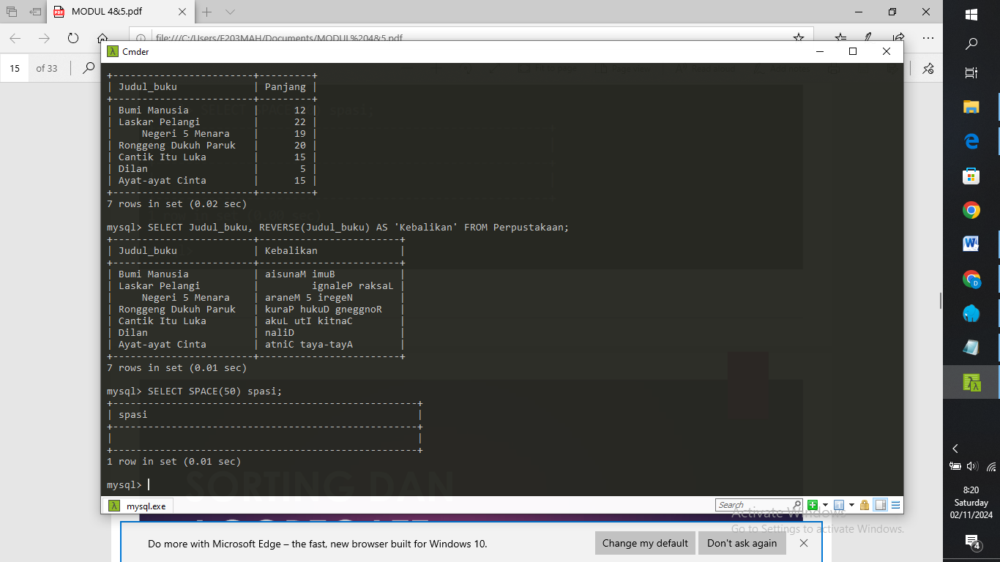 MODUL 4&5.pdf
file:///C:/Users/F203MAH/Documents/MODUL%204&5.pdf
15 of 33
Cmder
+------------------------+---------+
| Judul_buku             | Panjang |
+------------------------+---------+
| Bumi Manusia           |      12 |
| Laskar Pelangi         |      22 |
|     Negeri 5 Menara    |      19 |
| Ronggeng Dukuh Paruk   |      20 |
| Cantik Itu Luka        |      15 |
| Dilan                  |       5 |
| Ayat-ayat Cinta        |      15 |
+------------------------+---------+
7 rows in set (0.02 sec)
mysql> SELECT Judul_buku, REVERSE(Judul_buku) AS 'Kebalikan' FROM Perpustakaan;
+------------------------+------------------------+
| Judul_buku             | Kebalikan              |
+------------------------+------------------------+
| Bumi Manusia           | aisunaM imuB           |
| Laskar Pelangi         |         ignaleP raksaL |
|     Negeri 5 Menara    | araneM 5 iregeN        |
| Ronggeng Dukuh Paruk   | kuraP hukuD gneggnoR   |
| Cantik Itu Luka        | akuL utI kitnaC        |
| Dilan                  | naliD                  |
| Ayat-ayat Cinta        | atniC taya-tayA        |
+------------------------+------------------------+
7 rows in set (0.01 sec)
mysql> SELECT SPACE(50) spasi;
+----------------------------------------------------+
| spasi                                              |
+----------------------------------------------------+
|                                                    |
+----------------------------------------------------+
1 row in set (0.01 sec)
mysql>
SORTING DAN
mysql.exe
Search
Activate Windows
Go to Settings to activate Windows.
Do more with Microsoft Edge – the fast, new browser built for Windows 10.
Change my default
Don't ask again
8:20
Saturday
02/11/2024
4